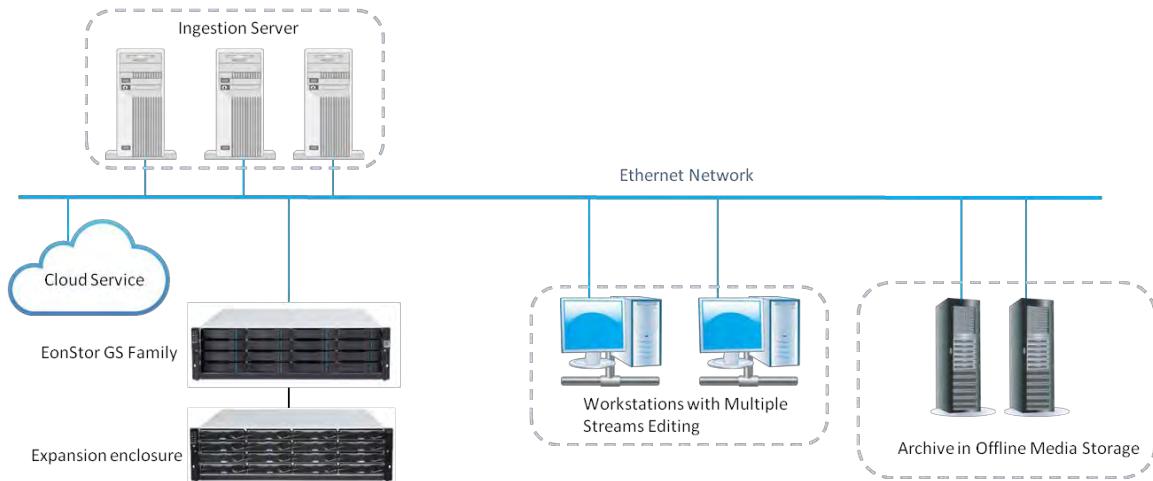 Ingestion Server
Ethernet Network
Cloud Service
EonStor GS Family
Workstations with Multiple
Streams Editing
Archive in Offline Media Storage
Expansion enclosure